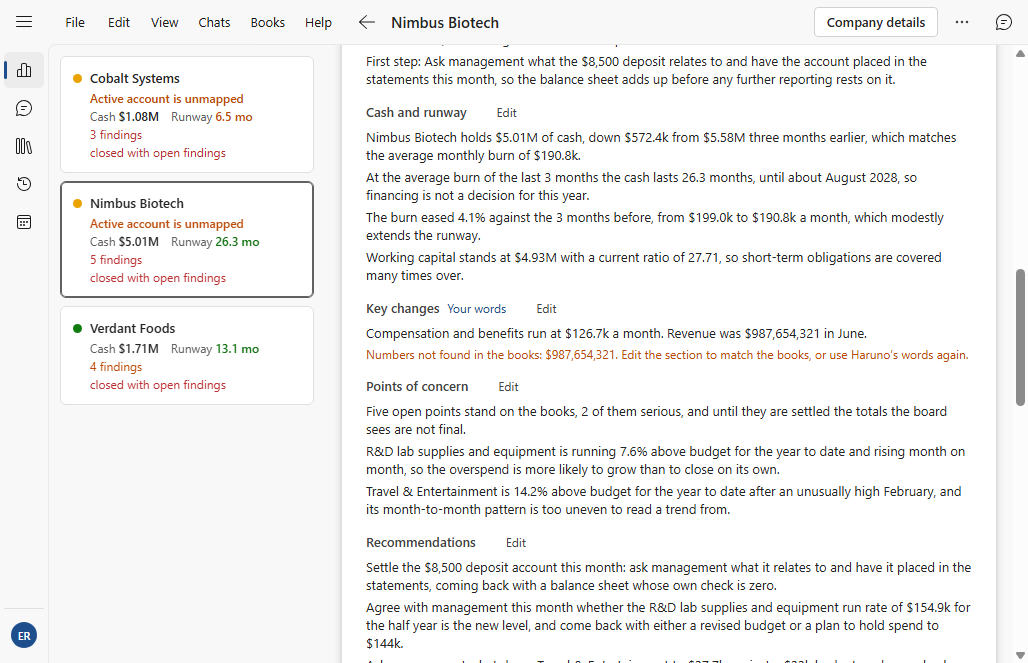 File Edit View Chats Books Help
Nimbus Biotech
Company details
Cobalt Systems
Active account is unmapped
Cash $1.08M Runway 6.5 mo
3 findings
closed with open findings
Nimbus Biotech
Active account is unmapped
Cash $5.01M Runway 26.3 mo
5 findings
closed with open findings
Verdant Foods
Cash $1.71M Runway 13.1 mo
4 findings
closed with open findings
ER
First step: Ask management what the $8,500 deposit relates to and have the account placed in the
statements this month, so the balance sheet adds up before any further reporting rests on it.
Cash and runway Edit
Nimbus Biotech holds $5.01M of cash, down $572.4k from $5.58M three months earlier, which matches
the average monthly burn of $190.8k.
At the average burn of the last 3 months the cash lasts 26.3 months, until about August 2028, so
financing is not a decision for this year.
The burn eased 4.1% against the 3 months before, from $199.0k to $190.8k a month, which modestly
extends the runway.
Working capital stands at $4.93M with a current ratio of 27.71, so short-term obligations are covered
many times over.
Key changes Your words Edit
Compensation and benefits run at $126.7k a month. Revenue was $987,654,321 in June.
Numbers not found in the books: $987,654,321. Edit the section to match the books, or use Haruno's words again.
Points of concern Edit
Five open points stand on the books, 2 of them serious, and until they are settled the totals the board
sees are not final.
R&D lab supplies and equipment is running 7.6% above budget for the year to date and rising month on
month, so the overspend is more likely to grow than to close on its own.
Travel & Entertainment is 14.2% above budget for the year to date after an unusually high February, and
its month-to-month pattern is too uneven to read a trend from.
Recommendations Edit
Settle the $8,500 deposit account this month: ask management what it relates to and have it placed in the
statements, coming back with a balance sheet whose own check is zero.
Agree with management this month whether the R&D lab supplies and equipment run rate of $154.9k for
the half year is the new level, and come back with either a revised budget or a plan to hold spend to
$144k.